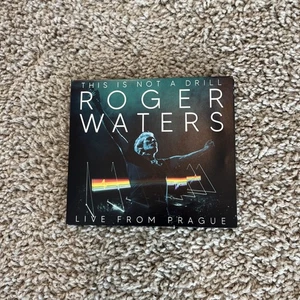 THIS IS NOT A DRILL
ROGER
WATERS
LIVE FROM PRAGUE